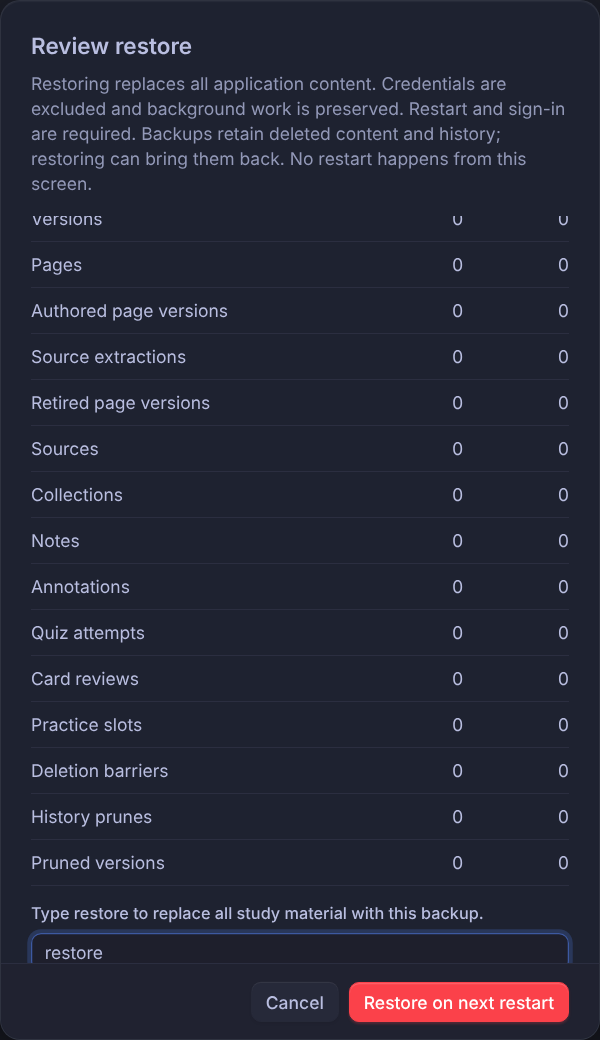 Review restore
Restoring replaces all application content. Credentials are
excluded and background work is preserved. Restart and sign-in
are required. Backups retain deleted content and history;
restoring can bring them back. No restart happens from this
screen.
Versions 0 0
Pages 0 0
Authored page versions 0 0
Source extractions 0 0
Retired page versions 0 0
Sources 0 0
Collections 0 0
Notes 0 0
Annotations 0 0
Quiz attempts 0 0
Card reviews 0 0
Practice slots 0 0
Deletion barriers 0 0
History prunes 0 0
Pruned versions 0 0
Type restore to replace all study material with this backup.
restore
Cancel Restore on next restart